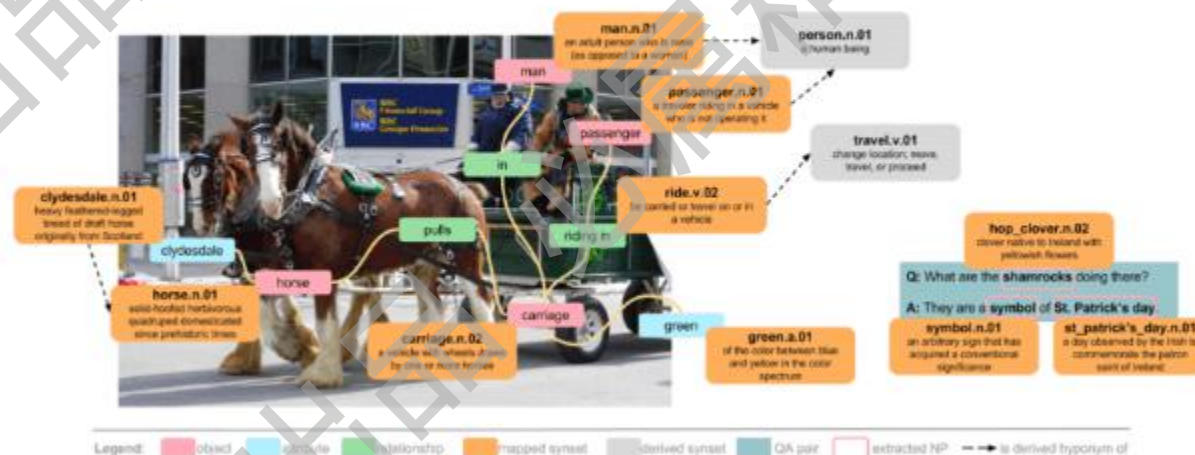 man.n.01
an adult person who is male
(as opposed to a woman)
person.n.01
a human being
man
passenger.n.01
a traveler riding in a vehicle
who is not operating it
passenger
travel.v.01
change location; move,
travel, or proceed
in
clydesdale.n.01
heavy feathered-legged
breed of draft horse
originally from Scotland
ride.v.02
be carried or travel on or in
a vehicle
pulls
riding in
clydesdale
hop_clover.n.02
clover native to Ireland with
yellowish flowers
Q: What are the shamrocks doing there?
A: They are a symbol of St. Patrick's day
horse
horse.n.01
solid-hoofed herbivorous
quadruped domesticated
since prehistoric times
carriage
green
carriage.n.02
a vehicle with wheels drawn
by one or more horses
green.a.01
of the color between blue
and yellow in the color
spectrum
symbol.n.01
an arbitrary sign that has
acquired a conventional
significance
st_patrick's_day.n.01
a day observed by the Irish to
commemorate the patron
saint of Ireland
Legend: object attribute relationship mapped synset derived synset QA pair extracted NP is derived hyponym of